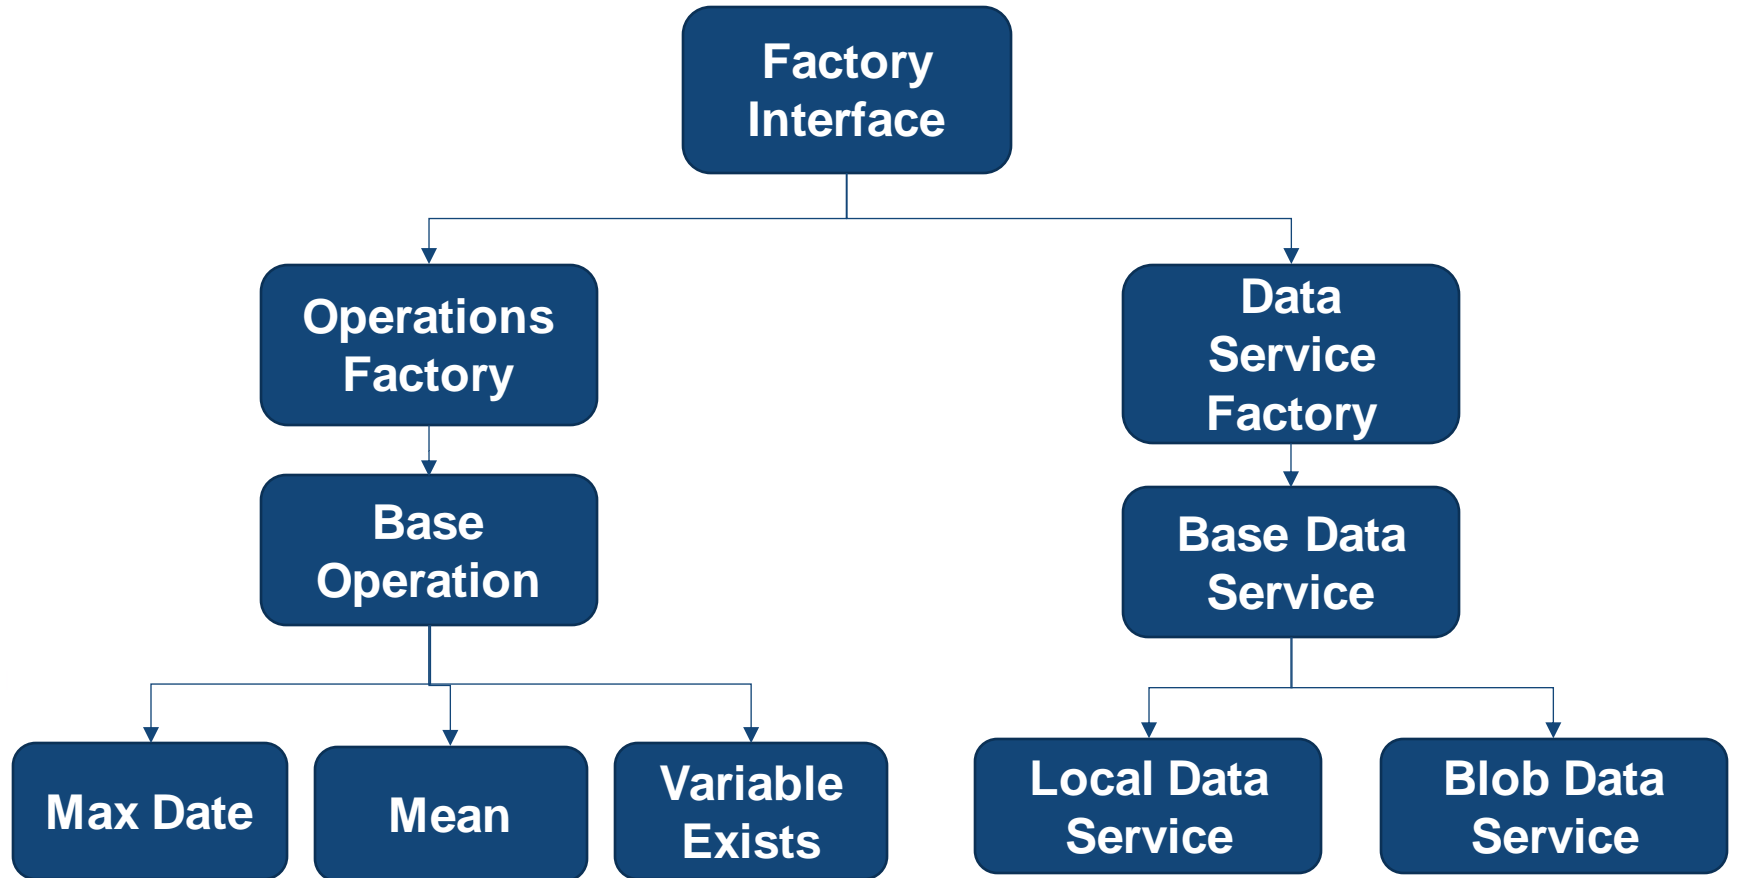 Factory
Interface
Operations
Factory
Data
Service
Factory
Base
Operation
Base Data
Service
Max Date
Mean
Variable
Exists
Local Data
Service
Blob Data
Service